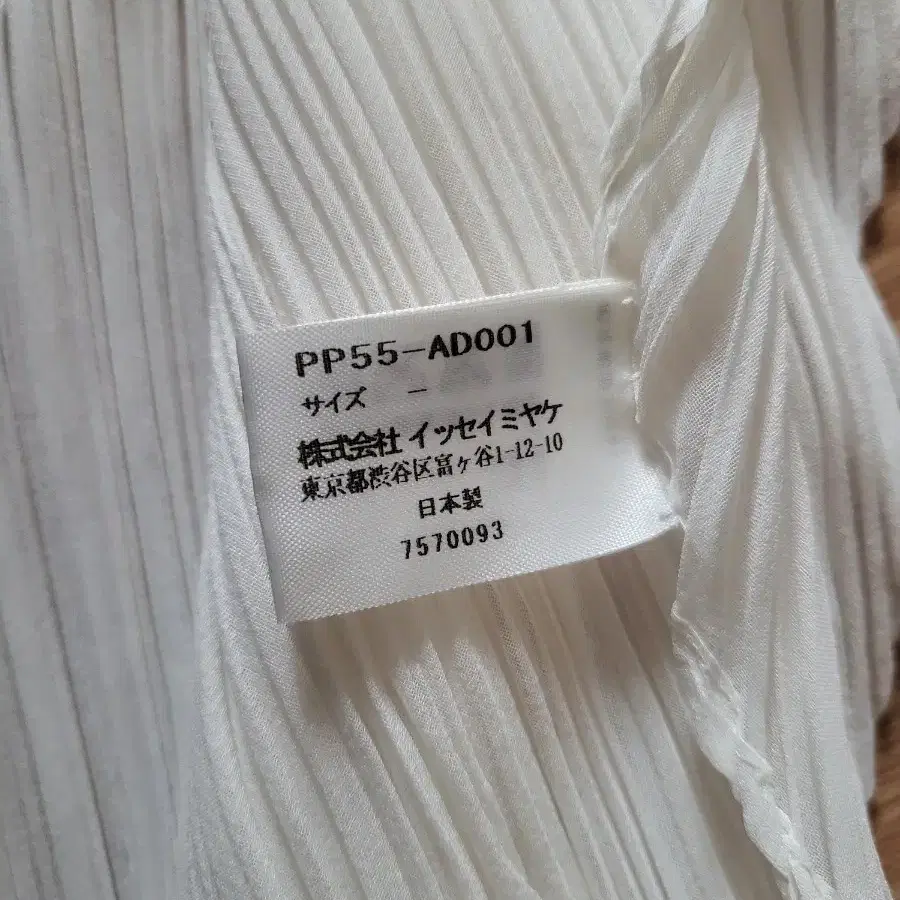 PP55-AD001
サイズ －
株式会社 イッセイミヤケ
東京都渋谷区富ヶ谷1-12-10
日本製
7570093